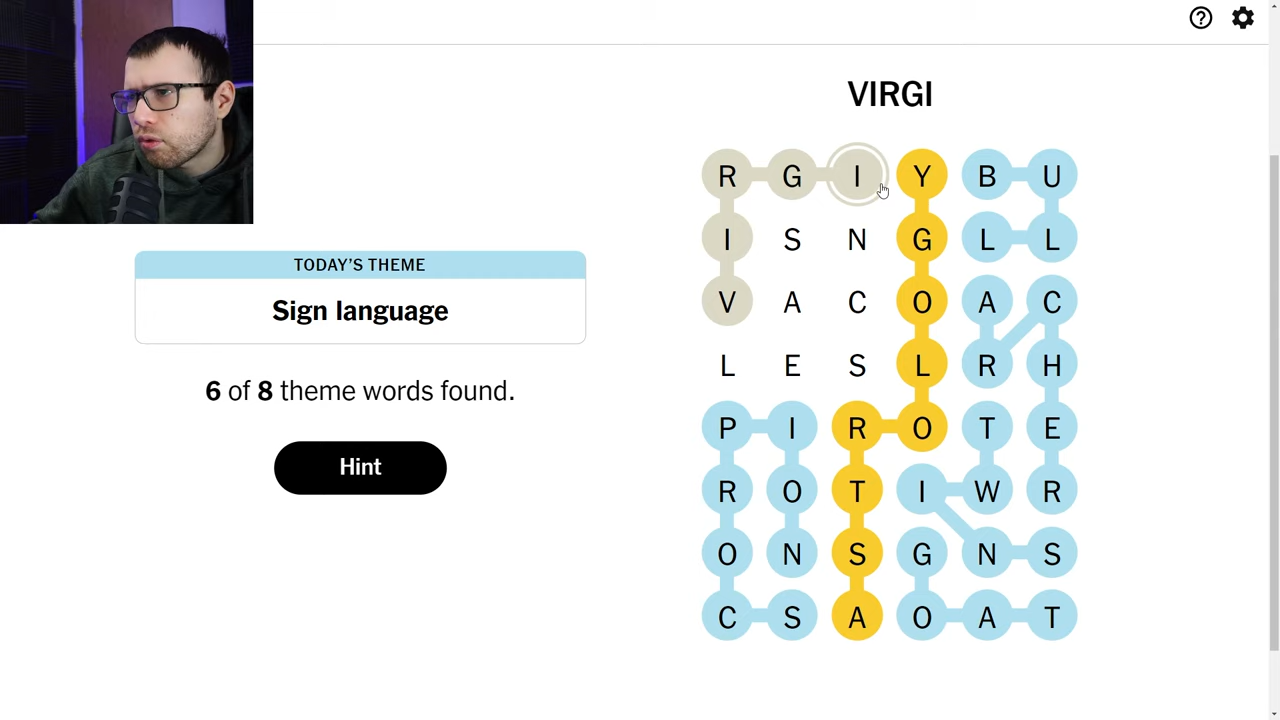 ?
VIRGI
R G I Y B U
I S N G L L
TODAY'S THEME
Sign language
V A C O A C
L E S L R H
6 of 8 theme words found.
P I R O T E
Hint
R O T I W R
O N S G N S
C S A O A T